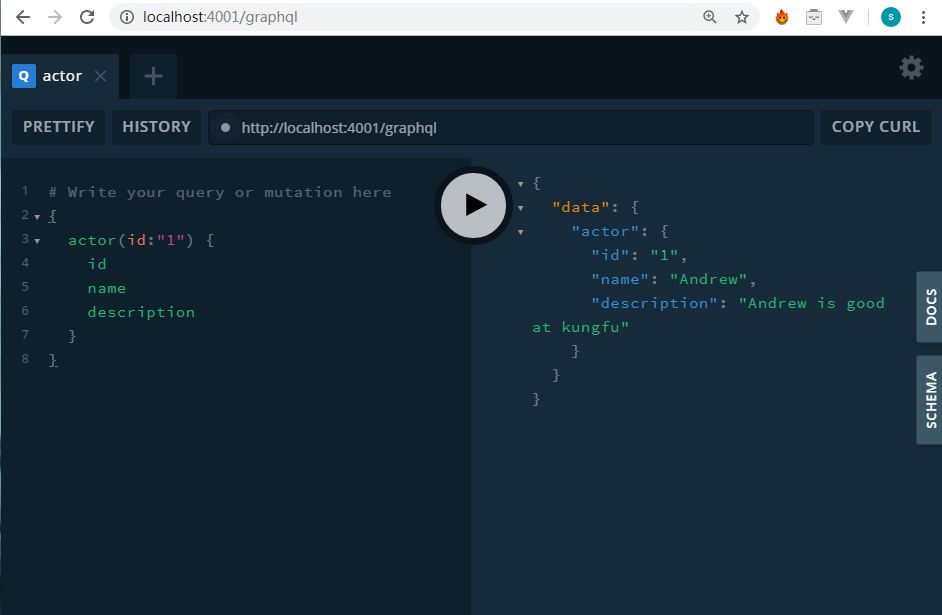 localhost:4001/graphql
S
Q actor
PRETTIFY HISTORY http://localhost:4001/graphql COPY CURL
1 # Write your query or mutation here
2 {
3 actor(id:"1") {
4 id
5 name
6 description
7 }
8 }
{
"data": {
"actor": {
"id": "1",
"name": "Andrew",
"description": "Andrew is good
at kungfu"
}
}
}
DOCS
SCHEMA